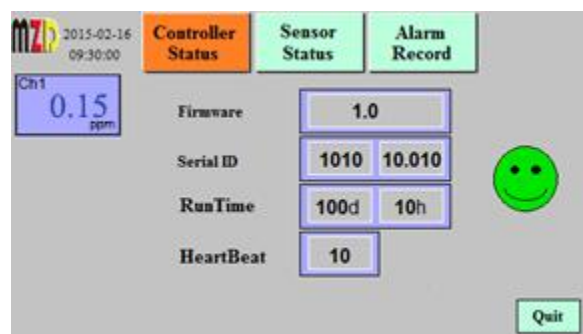 MZD 2015-02-16
09:30:00
Controller
Status
Sensor
Status
Alarm
Record
Ch1
0.15
ppm
Firmware 1.0
Serial ID 1010 10.010
RunTime 100d 10h
HeartBeat 10
Quit